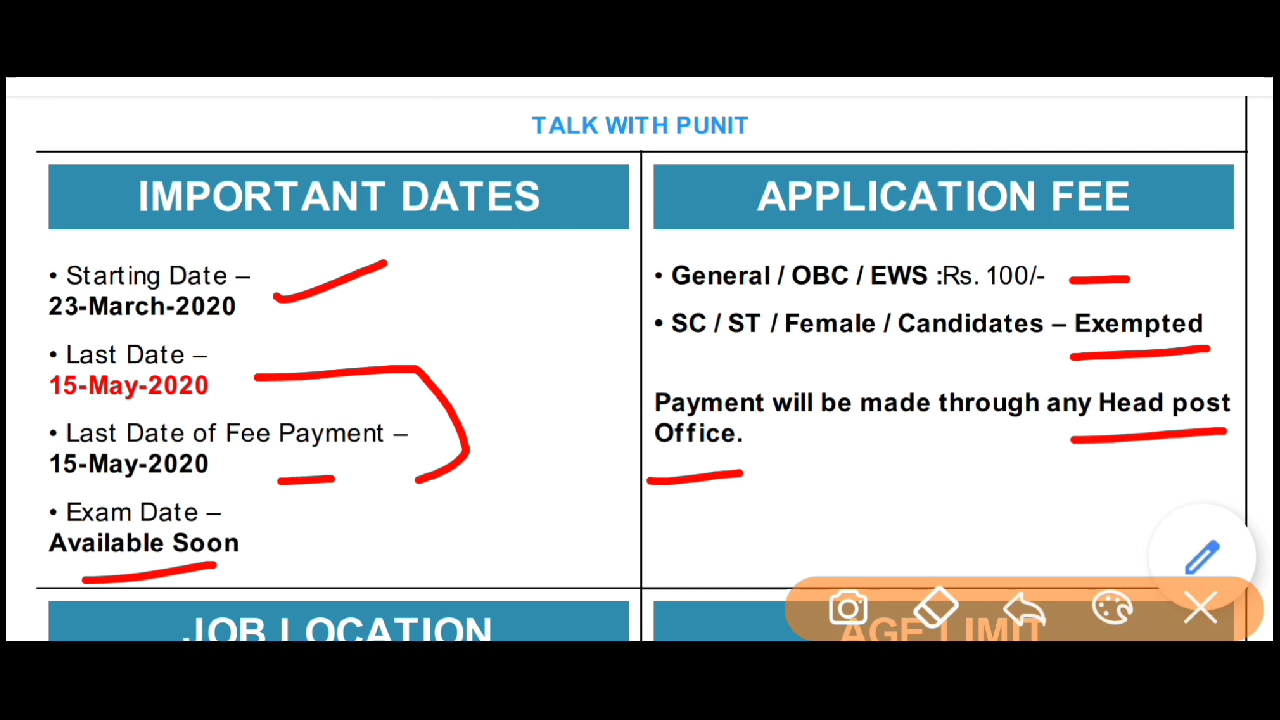 TALK WITH PUNIT
IMPORTANT DATES
• Starting Date –
23-March-2020
• Last Date –
15-May-2020
• Last Date of Fee Payment –
15-May-2020
• Exam Date –
Available Soon
APPLICATION FEE
• General / OBC / EWS :Rs. 100/-
• SC / ST / Female / Candidates – Exempted
Payment will be made through any Head post
Office.
JOB LOCATION
AGE LIMIT